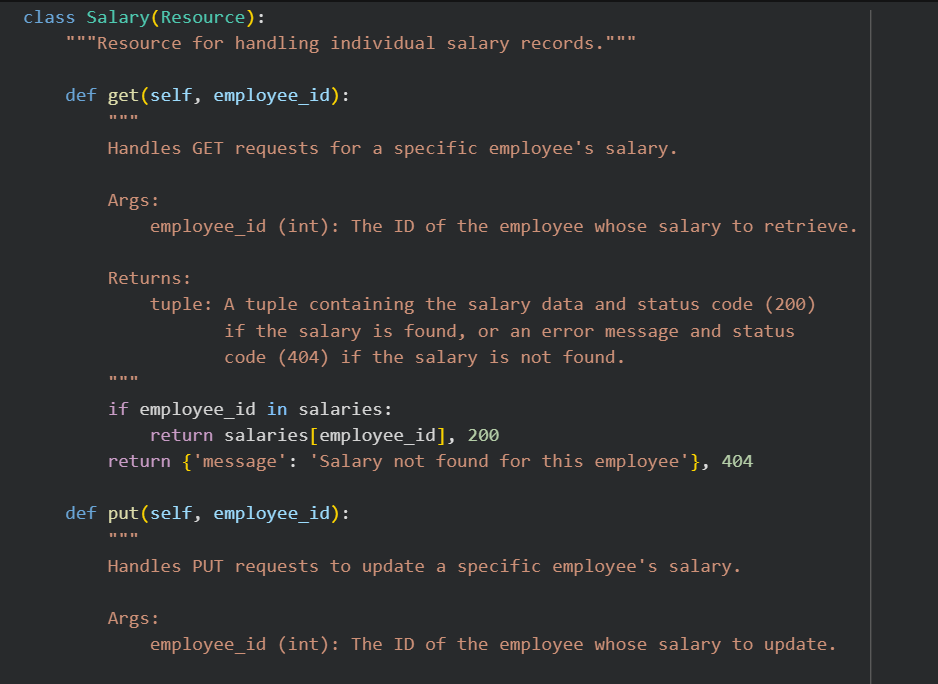 class Salary(Resource):
    """Resource for handling individual salary records."""

    def get(self, employee_id):
        """
        Handles GET requests for a specific employee's salary.

        Args:
            employee_id (int): The ID of the employee whose salary to retrieve.

        Returns:
            tuple: A tuple containing the salary data and status code (200)
                   if the salary is found, or an error message and status
                   code (404) if the salary is not found.
        """
        if employee_id in salaries:
            return salaries[employee_id], 200
        return {'message': 'Salary not found for this employee'}, 404

    def put(self, employee_id):
        """
        Handles PUT requests to update a specific employee's salary.

        Args:
            employee_id (int): The ID of the employee whose salary to update.